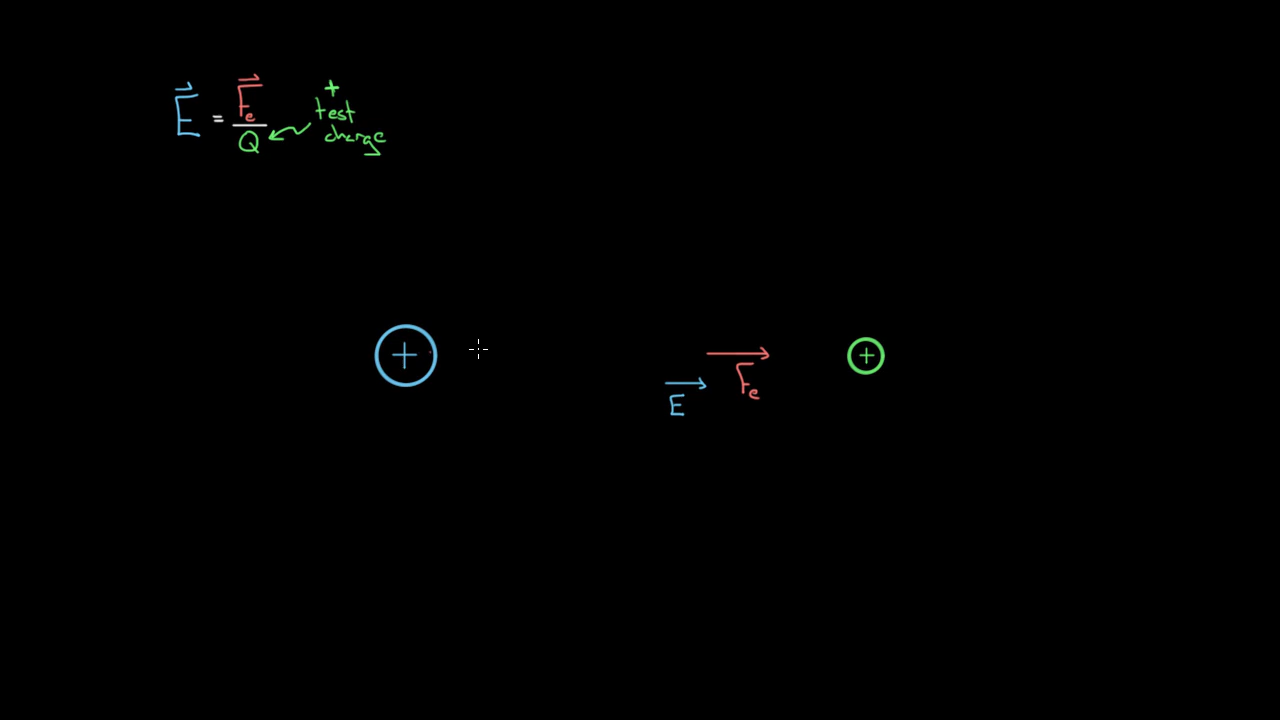 E = Fe / Q
+
test
charge
+
+
Fe
E